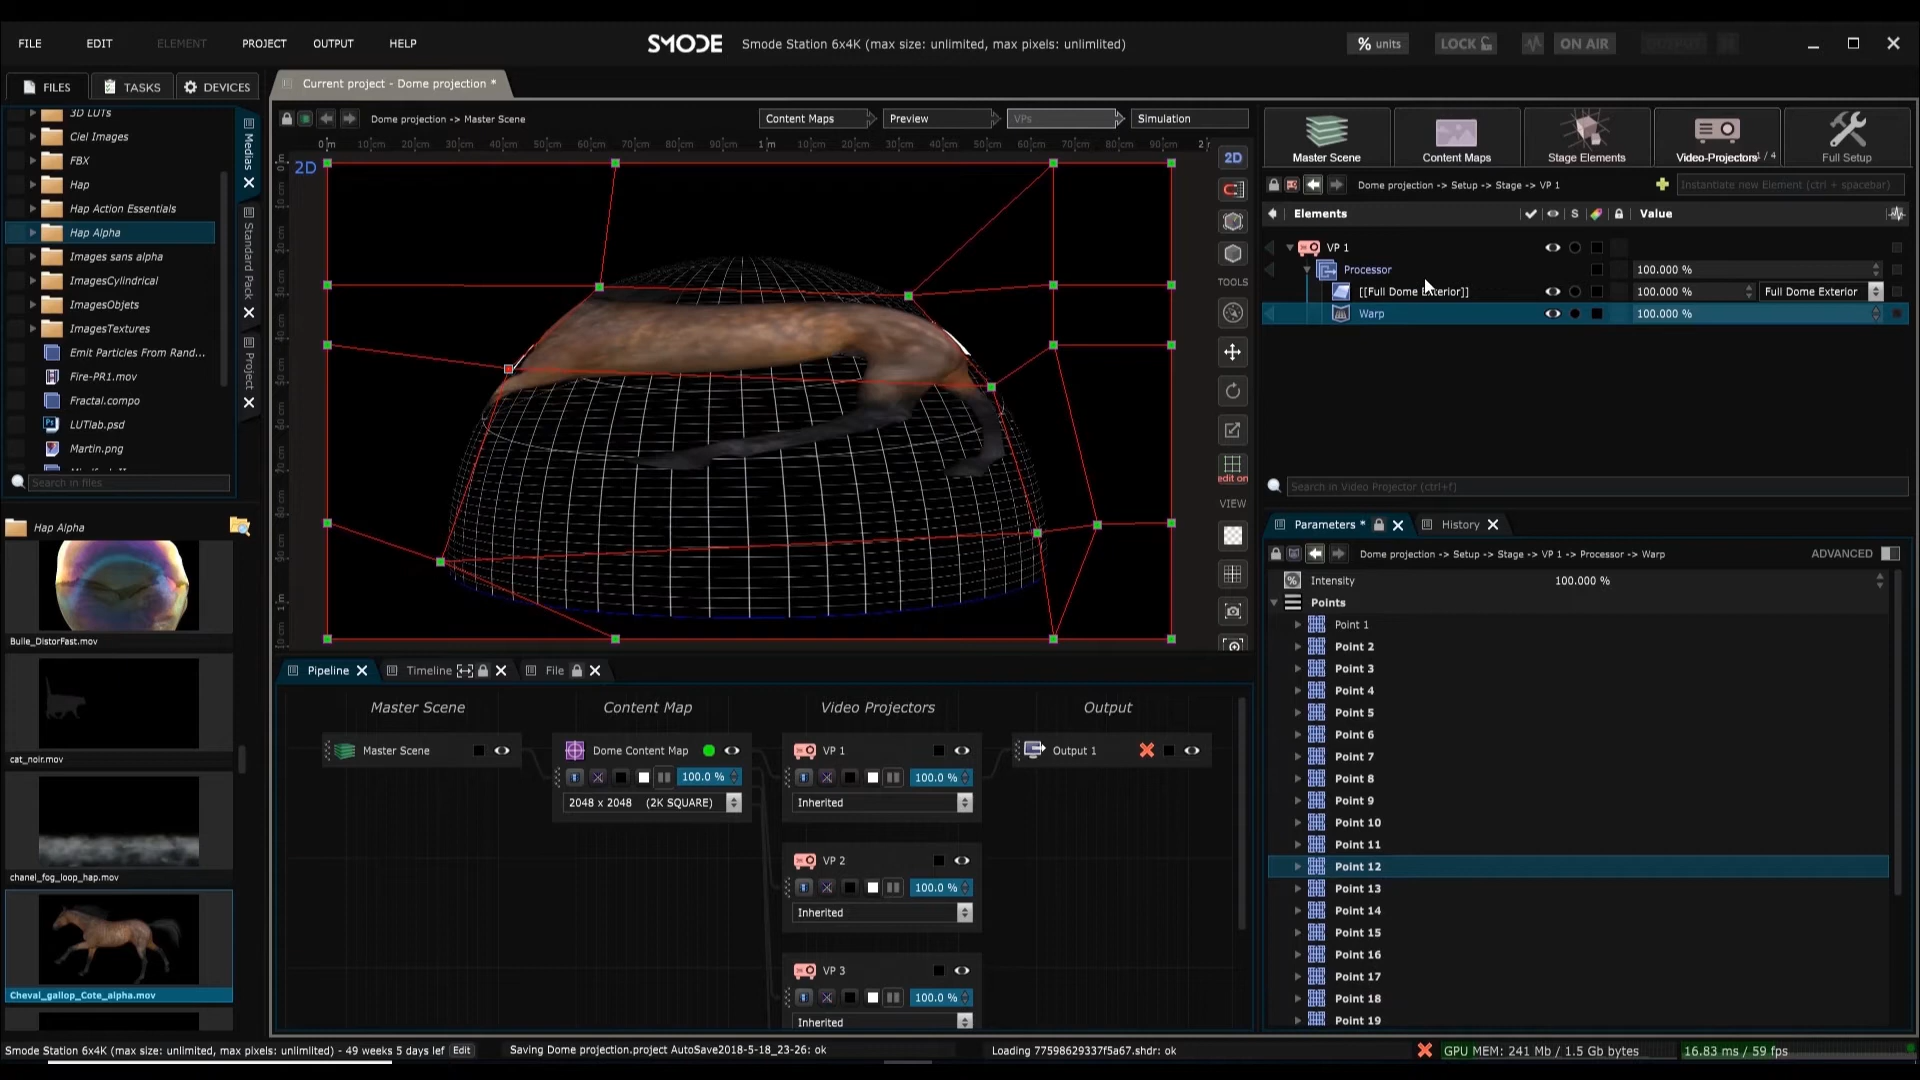 FILE EDIT ELEMENT PROJECT OUTPUT HELP
SMODE Smode Station 6x4K (max size: unlimited, max pixels: unlimlited)
% units LOCK ON AIR
FILES TASKS DEVICES
Current project - Dome projection *
3D LUTs
Ciel Images
FBX
Hap
Hap Action Essentials
Hap Alpha
Images sans alpha
ImagesCylindrical
ImagesObjets
ImagesTextures
Emit Particles From Rand...
Fire-PR1.mov
Fractal.compo
LUTlab.psd
Martin.png
Search in files
Medias
Standard Pack
Project
Hap Alpha
Bulle_DistorFast.mov
cat_noir.mov
chanel_fog_loop_hap.mov
Cheval_gallop_Cote_alpha.mov
Dome projection -> Master Scene
Content Maps Preview VPs Simulation
2D
2D
TOOLS
edit on
VIEW
Pipeline Timeline File
Master Scene Content Map Video Projectors Output
Master Scene Dome Content Map VP 1 Output 1
100.0 % 100.0 %
2048 x 2048 (2K SQUARE) Inherited
VP 2
100.0 %
Inherited
VP 3
100.0 %
Inherited
Master Scene Content Maps Stage Elements Video-Projectors 1 / 4 Full Setup
Dome projection -> Setup -> Stage -> VP 1 Instantiate new Element (ctrl + spacebar)
Elements S Value
VP 1
Processor 100.000 %
[[Full Dome Exterior]] 100.000 % Full Dome Exterior
Warp 100.000 %
Search in Video Projector (ctrl+f)
Parameters * History
Dome projection -> Setup -> Stage -> VP 1 -> Processor -> Warp ADVANCED
Intensity 100.000 %
Points
Point 1
Point 2
Point 3
Point 4
Point 5
Point 6
Point 7
Point 8
Point 9
Point 10
Point 11
Point 12
Point 13
Point 14
Point 15
Point 16
Point 17
Point 18
Point 19
Smode Station 6x4K (max size: unlimited, max pixels: unlimlited) - 49 weeks 5 days lef Edit
Saving Dome projection.project AutoSave2018-5-18_23-26: ok
Loading 77598629337f5a67.shdr: ok
GPU MEM: 241 Mb / 1.5 Gb bytes
16.83 ms / 59 fps